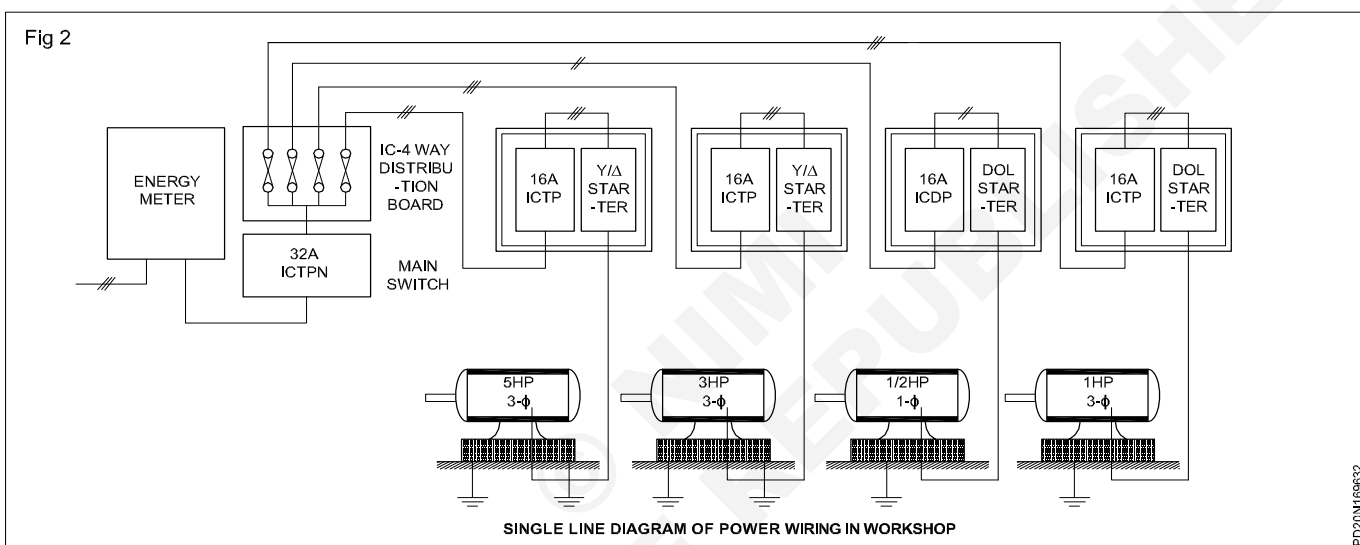 Fig 2
ENERGY
METER
IC-4 WAY
DISTRIBU
-TION
BOARD
32A
ICTPN
MAIN
SWITCH
16A
ICTP
Y/Δ
STAR
-TER
16A
ICTP
Y/Δ
STAR
-TER
16A
ICDP
DOL
STAR
-TER
16A
ICTP
DOL
STAR
-TER
5HP
3-ϕ
3HP
3-ϕ
1/2HP
1-ϕ
1HP
3-ϕ
SINGLE LINE DIAGRAM OF POWER WIRING IN WORKSHOP
PD20N169632
© NIMI
E REPUBLISHE